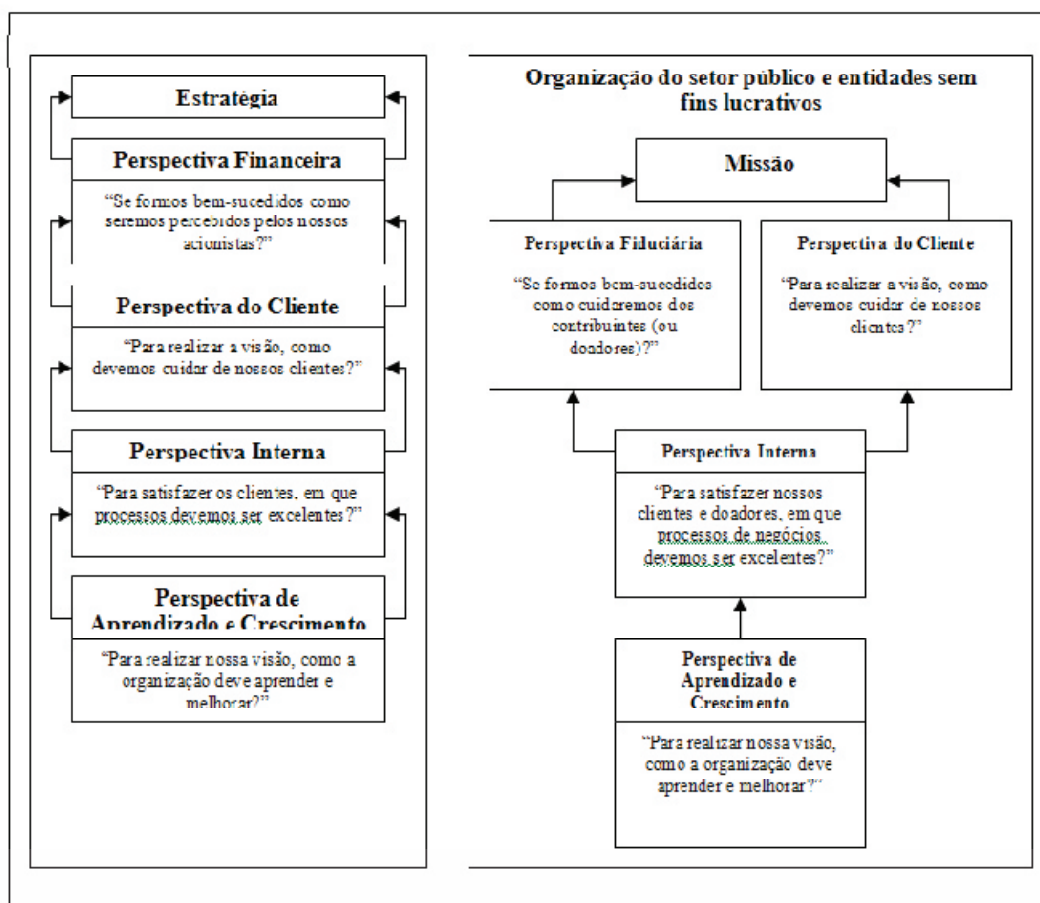 Estratégia
Perspectiva Financeira
“Se formos bem-sucedidos como
seremos percebidos pelos nossos
acionistas?”
Perspectiva do Cliente
“Para realizar a visão, como
devemos cuidar de nossos clientes?”
Perspectiva Interna
“Para satisfazer os clientes, em que
processos devemos ser excelentes?”
Perspectiva de
Aprendizado e Crescimento
“Para realizar nossa visão, como a
organização deve aprender e
melhorar?”
Organização do setor público e entidades sem
fins lucrativos
Missão
Perspectiva Fiduciária
“Se formos bem-sucedidos
como cuidaremos dos
contribuintes (ou
doadores)?”
Perspectiva do Cliente
“Para realizar a visão, como
devemos cuidar de nossos
clientes?”
Perspectiva Interna
“Para satisfazer nossos
clientes e doadores, em que
processos de negócios
devemos ser excelentes?”
Perspectiva de
Aprendizado e
Crescimento
“Para realizar nossa visão,
como a organização deve
aprender e melhorar?”